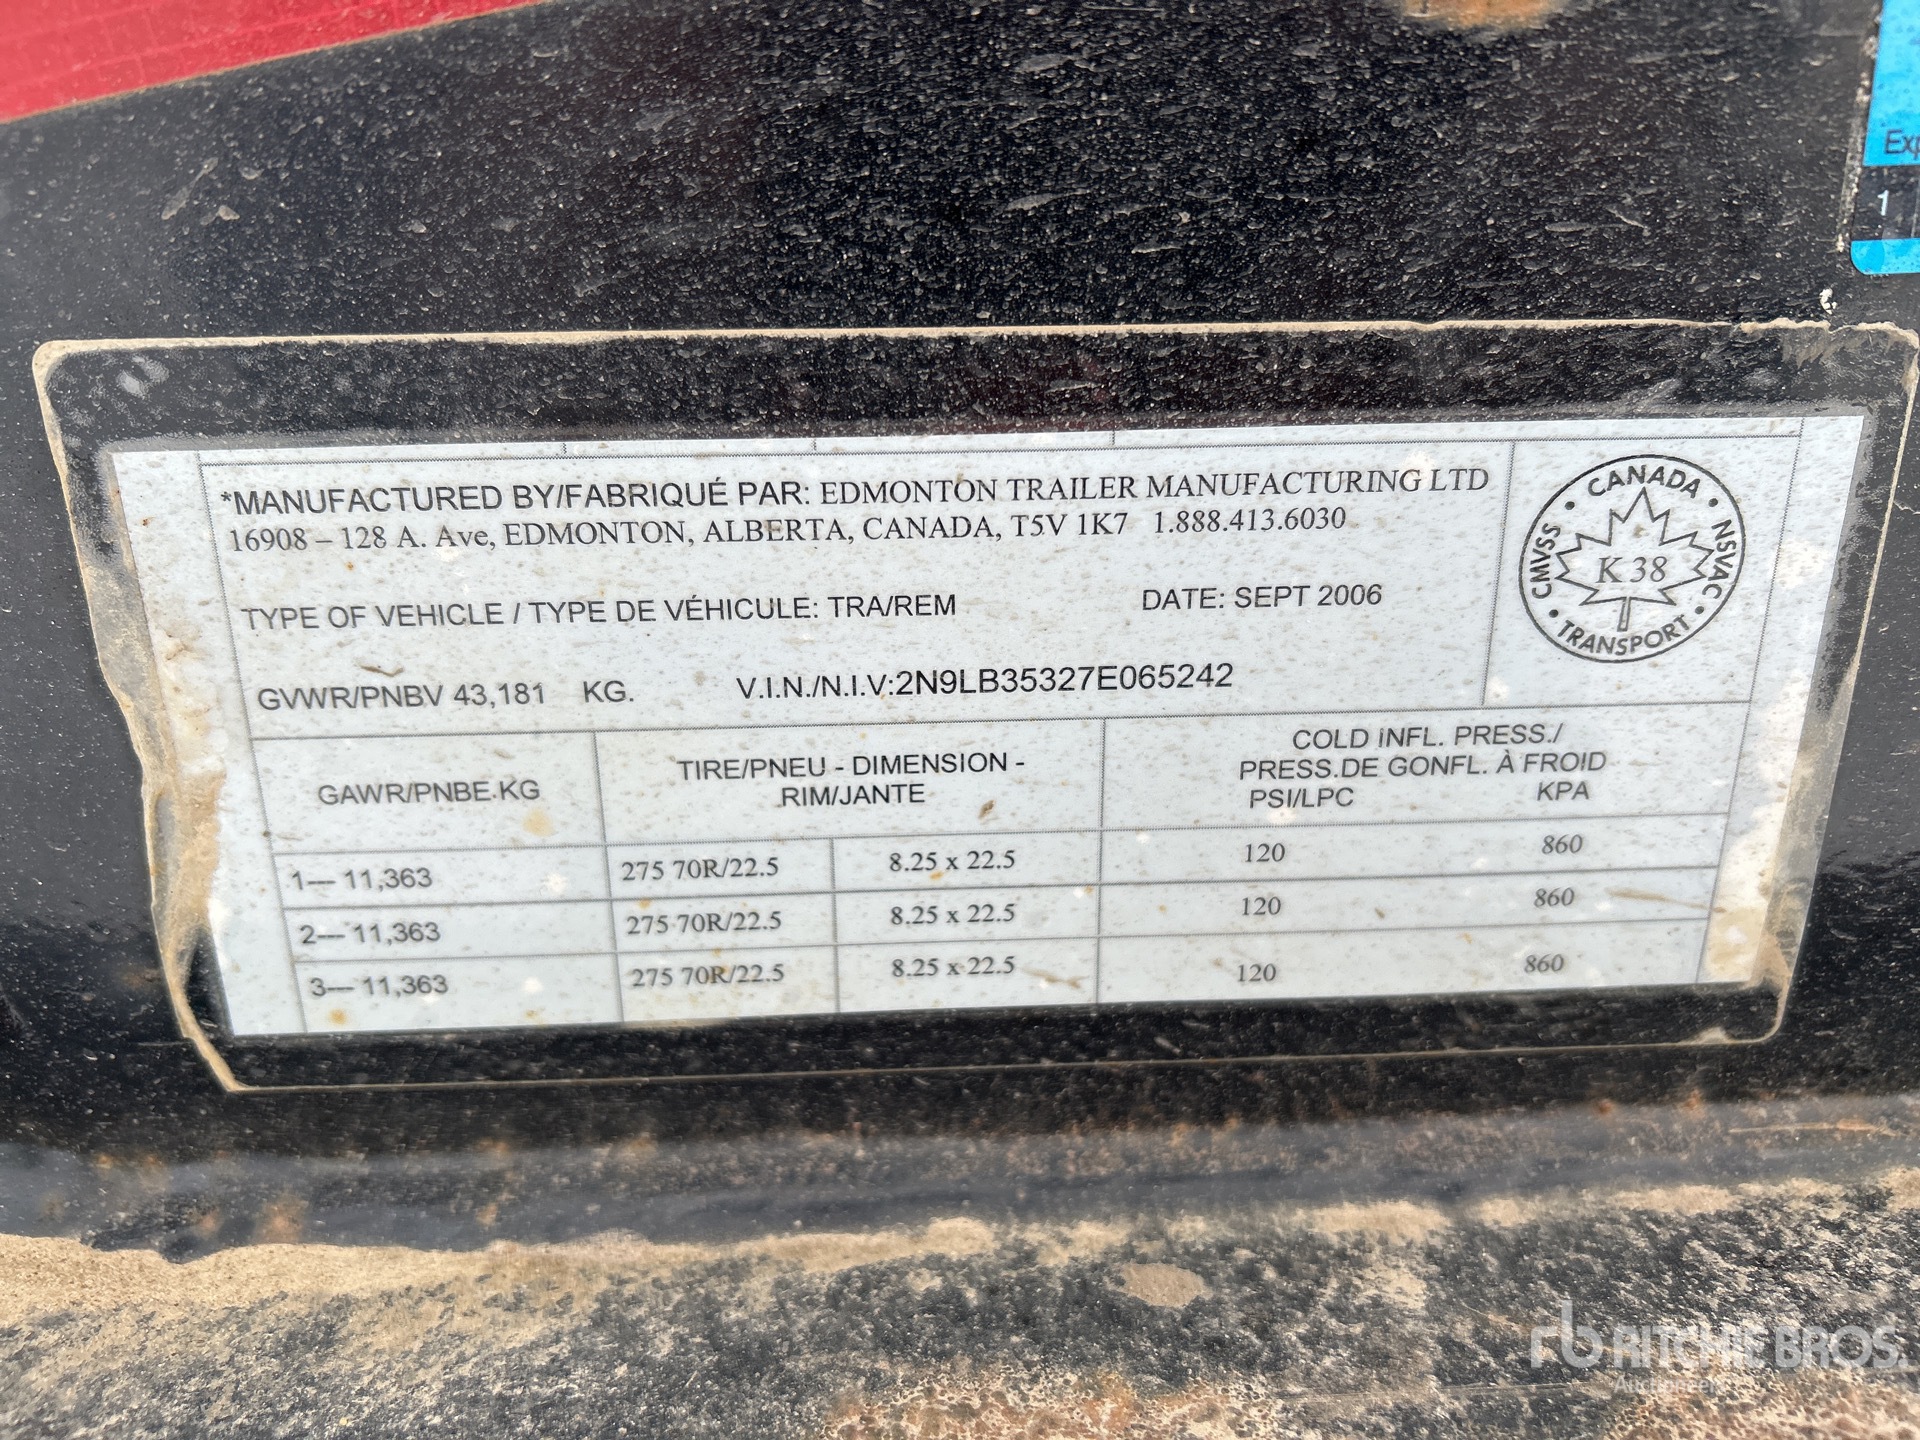 Exp
1
*MANUFACTURED BY/FABRIQUÉ PAR: EDMONTON TRAILER MANUFACTURING LTD
16908 – 128 A. Ave, EDMONTON, ALBERTA, CANADA, T5V 1K7 1.888.413.6030
TYPE OF VEHICLE / TYPE DE VÉHICULE: TRA/REM DATE: SEPT 2006
GVWR/PNBV 43,181 KG. V.I.N./N.I.V.:2N9LB35327E065242
• CANADA •
CMVSS K 38 NSVAC
• TRANSPORT •
GAWR/PNBE.KG
TIRE/PNEU - DIMENSION -
RIM/JANTE
COLD INFL. PRESS./
PRESS.DE GONFL. À FROID
PSI/LPC KPA
1— 11,363 275 70R/22.5 8.25 x 22.5 120 860
2— 11,363 275 70R/22.5 8.25 x 22.5 120 860
3— 11,363 275 70R/22.5 8.25 x 22.5 120 860
rb RITCHIE BROS.
Auctioneers